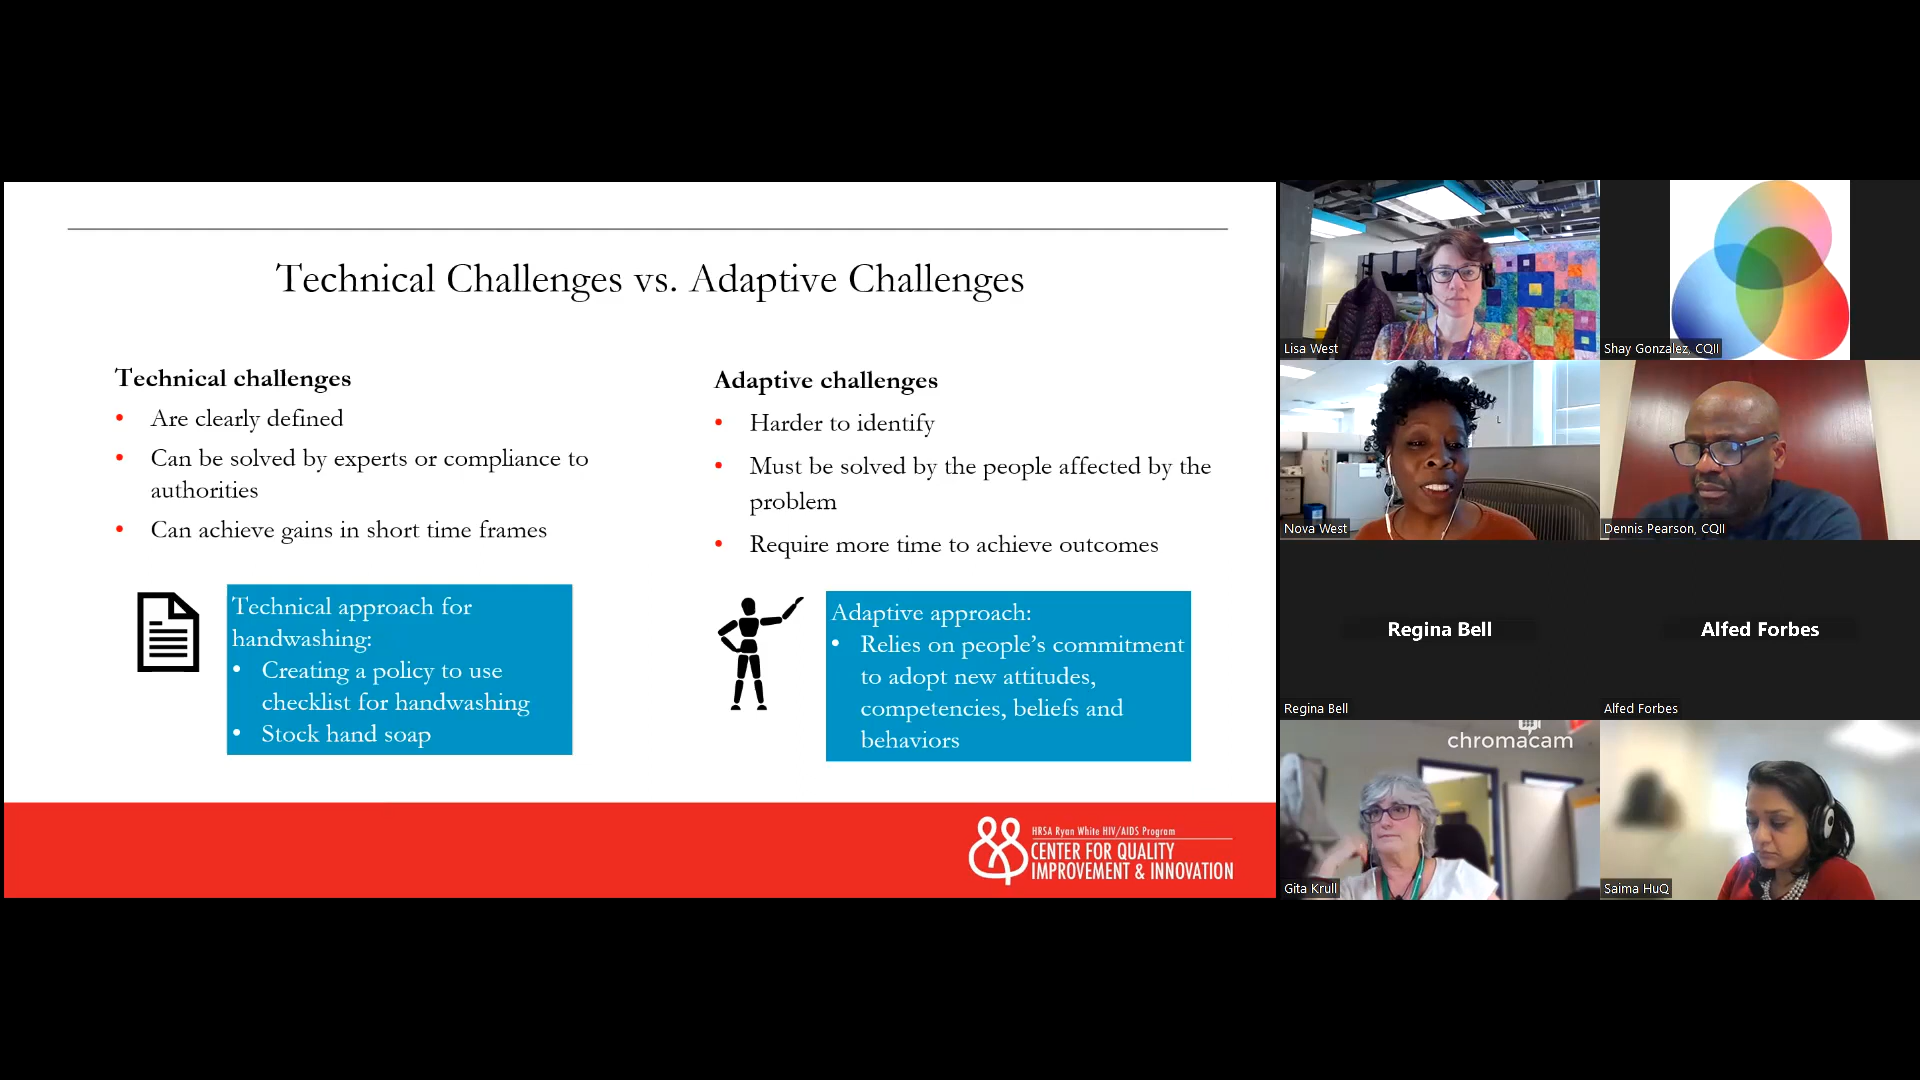 Technical Challenges vs. Adaptive Challenges
Technical challenges
• Are clearly defined
• Can be solved by experts or compliance to
authorities
• Can achieve gains in short time frames
Technical approach for
handwashing:
• Creating a policy to use
checklist for handwashing
• Stock hand soap
Adaptive challenges
• Harder to identify
• Must be solved by the people affected by the
problem
• Require more time to achieve outcomes
Adaptive approach:
• Relies on people's commitment
to adopt new attitudes,
competencies, beliefs and
behaviors
HRSA Ryan White HIV/AIDS Program
CENTER FOR QUALITY
IMPROVEMENT & INNOVATION
Lisa West
Shay Gonzalez, CQII
Nova West
Dennis Pearson, CQII
Regina Bell
Regina Bell
Alfed Forbes
Alfed Forbes
chromacam
Gita Krull
Saima HuQ